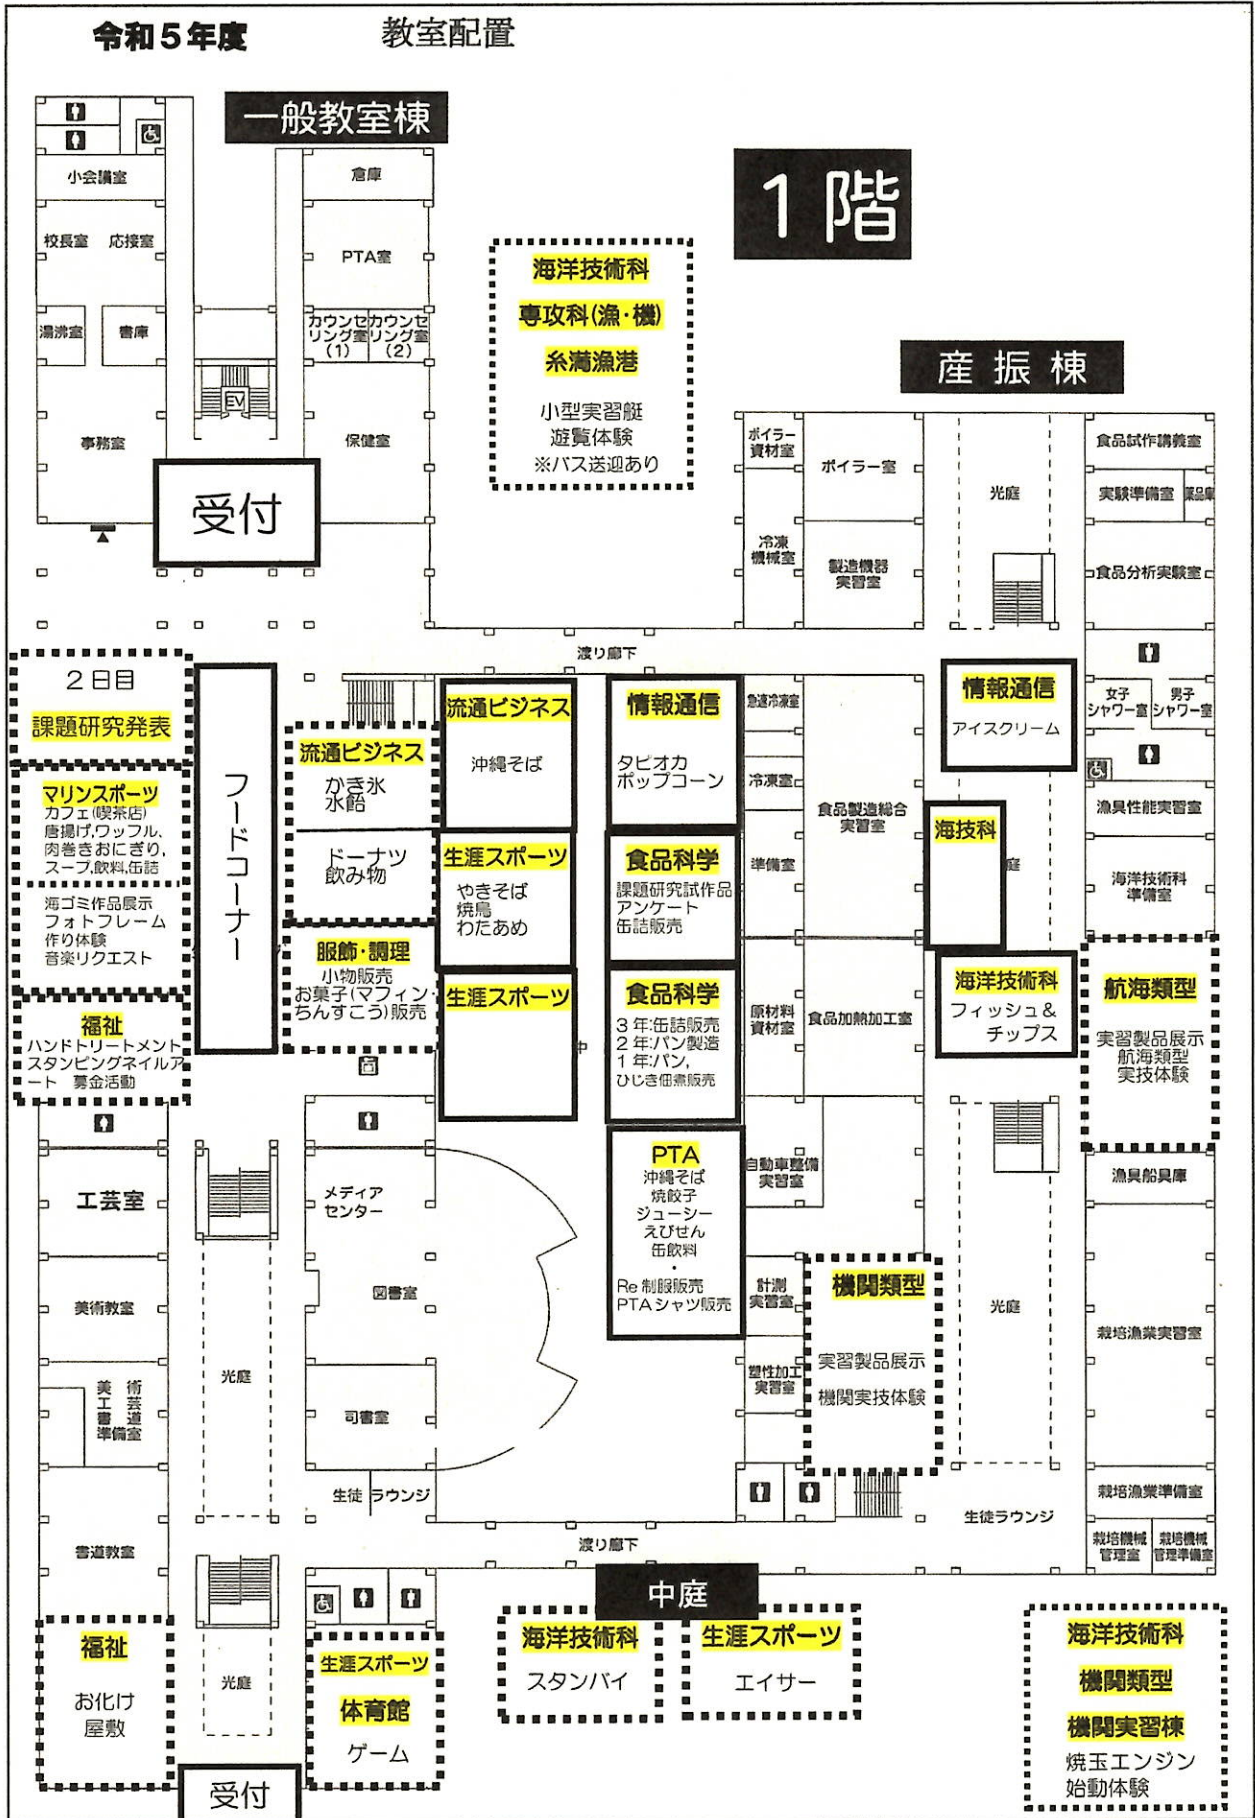 令和5年度
教室配置
一般教室棟
1階
小会議室
倉庫
校長室
応接室
PTA室
湯沸室
書庫
カウンセ
リング室
(1)
カウンセ
リング室
(2)
EV
事務室
保健室
受付
海洋技術科
専攻科(漁・機)
糸満漁港
小型実習艇
遊覧体験
※バス送迎あり
産振棟
ボイラー
資材室
ボイラー室
光庭
食品試作講義室
実験準備室
薬品庫
冷凍
機械室
製造機器
実習室
食品分析実験室
渡り廊下
2日目
課題研究発表
マリンスポーツ
カフェ(喫茶店)
唐揚げ,ワッフル、
肉巻きおにぎり,
スープ,飲料,缶詰
海ゴミ作品展示
フォトフレーム
作り体験
音楽リクエスト
福祉
ハンドトリートメント
スタンピングネイルア
ート 募金活動
フードコーナー
流通ビジネス
かき氷
水飴
ドーナツ
飲み物
服飾・調理
小物販売
お菓子(マフィン・
ちんすこう)販売
流通ビジネス
沖縄そば
生涯スポーツ
やきそば
焼鳥
わたあめ
生涯スポーツ
中
情報通信
タピオカ
ポップコーン
食品科学
課題研究試作品
アンケート
缶詰販売
食品科学
3年:缶詰販売
2年:パン製造
1年:パン,
ひじき佃煮販売
PTA
沖縄そば
焼餃子
ジューシー
えびせん
缶飲料
・
Re制服販売
PTAシャツ販売
急速冷凍室
冷凍室
準備室
食品製造総合
実習室
原材料
資材室
食品加熱加工室
情報通信
アイスクリーム
海技科
庭
海洋技術科
フィッシュ&
チップス
女子
シャワー室
男子
シャワー室
漁具性能実習室
海洋技術科
準備室
航海類型
実習製品展示
航海類型
実技体験
漁具船具庫
自動車整備
実習室
計測
実習室
塑性加工
実習室
機関類型
実習製品展示
機関実技体験
光庭
栽培漁業実習室
栽培漁業準備室
栽培機械
管理室
栽培機械
管理準備室
生徒ラウンジ
工芸室
美術教室
美術
工芸
書道
準備室
書道教室
光庭
メディア
センター
図書室
司書室
生徒 ラウンジ
渡り廊下
中庭
福祉
お化け
屋敷
光庭
受付
生涯スポーツ
体育館
ゲーム
海洋技術科
スタンバイ
生涯スポーツ
エイサー
海洋技術科
機関類型
機関実習棟
焼玉エンジン
始動体験